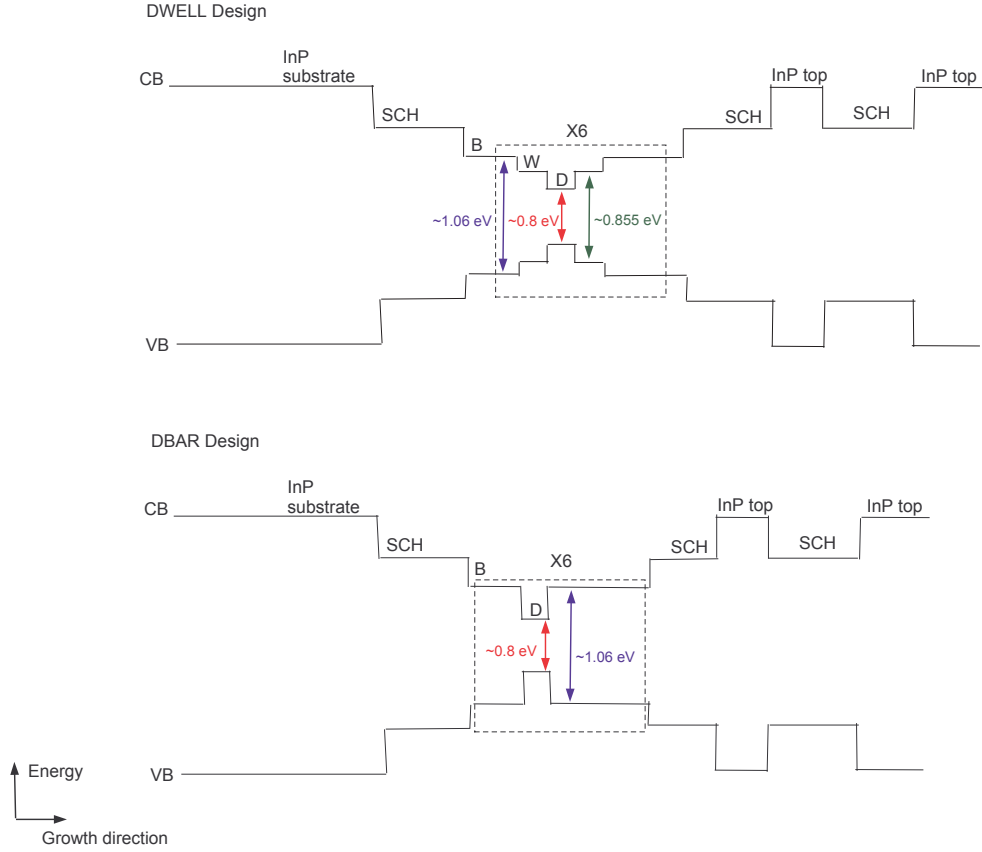 DWELL Design
InP
substrate
CB
InP top
InP top
SCH
SCH
SCH
X6
B
W
D
~1.06 eV
~0.8 eV
~0.855 eV
VB
DBAR Design
InP
substrate
CB
InP top
InP top
SCH
SCH
SCH
X6
B
D
~0.8 eV
~1.06 eV
VB
Energy
Growth direction